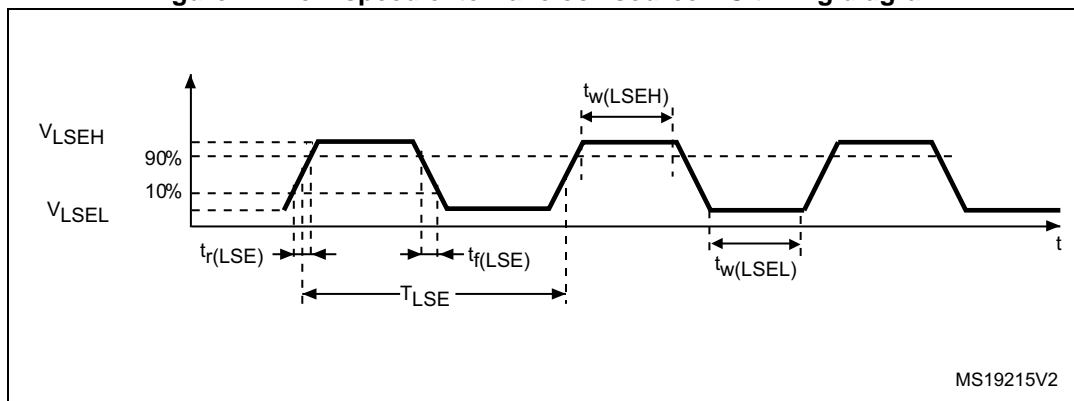 V_LSEH
90%
10%
V_LSEL
t_r(LSE)
t_f(LSE)
T_LSE
t_w(LSEH)
t_w(LSEL)
t
MS19215V2